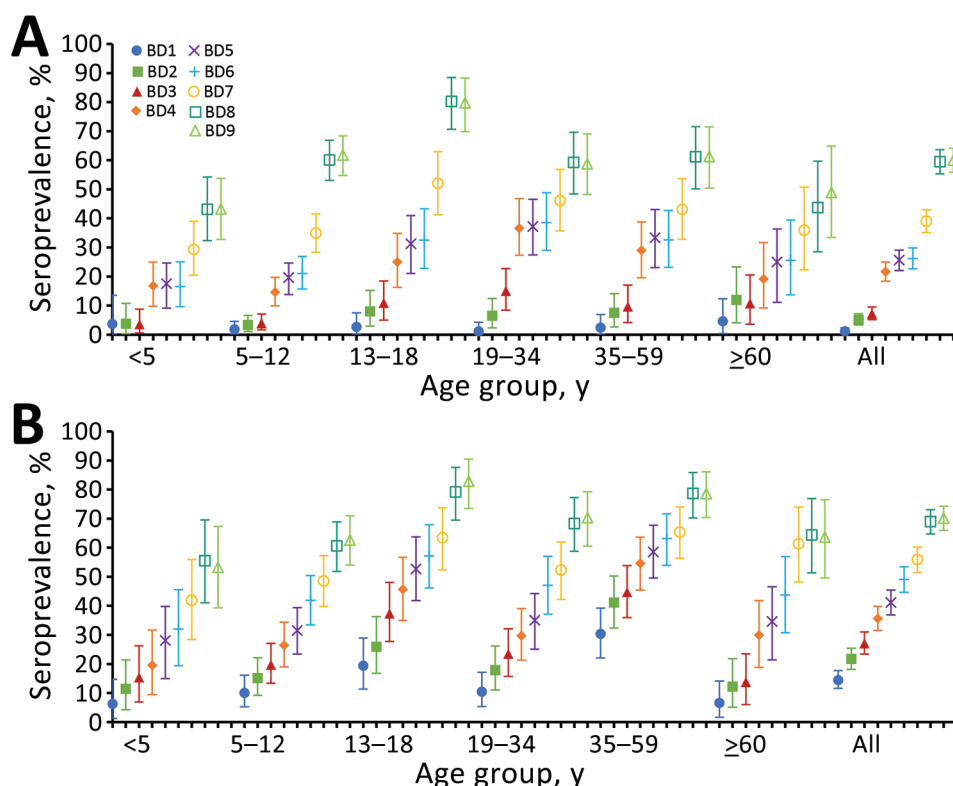 A
Seroprevalence, %
100
90
80
70
60
50
40
30
20
10
0
BD1
BD2
BD3
BD4
BD5
BD6
BD7
BD8
BD9
<5
5–12
13–18
19–34
35–59
≥60
All
Age group, y
B
Seroprevalence, %
100
90
80
70
60
50
40
30
20
10
0
<5
5–12
13–18
19–34
35–59
≥60
All
Age group, y